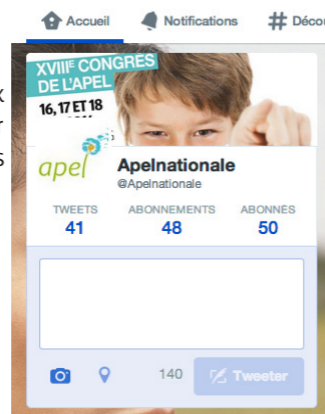 Accueil Notifications # Décou
XVIIIᴱ CONGRES
DE L'APEL
16, 17 ET 18
apel
Apelnationale
@Apelnationale
TWEETS ABONNEMENTS ABONNÉS
41 48 50
140 Tweeter